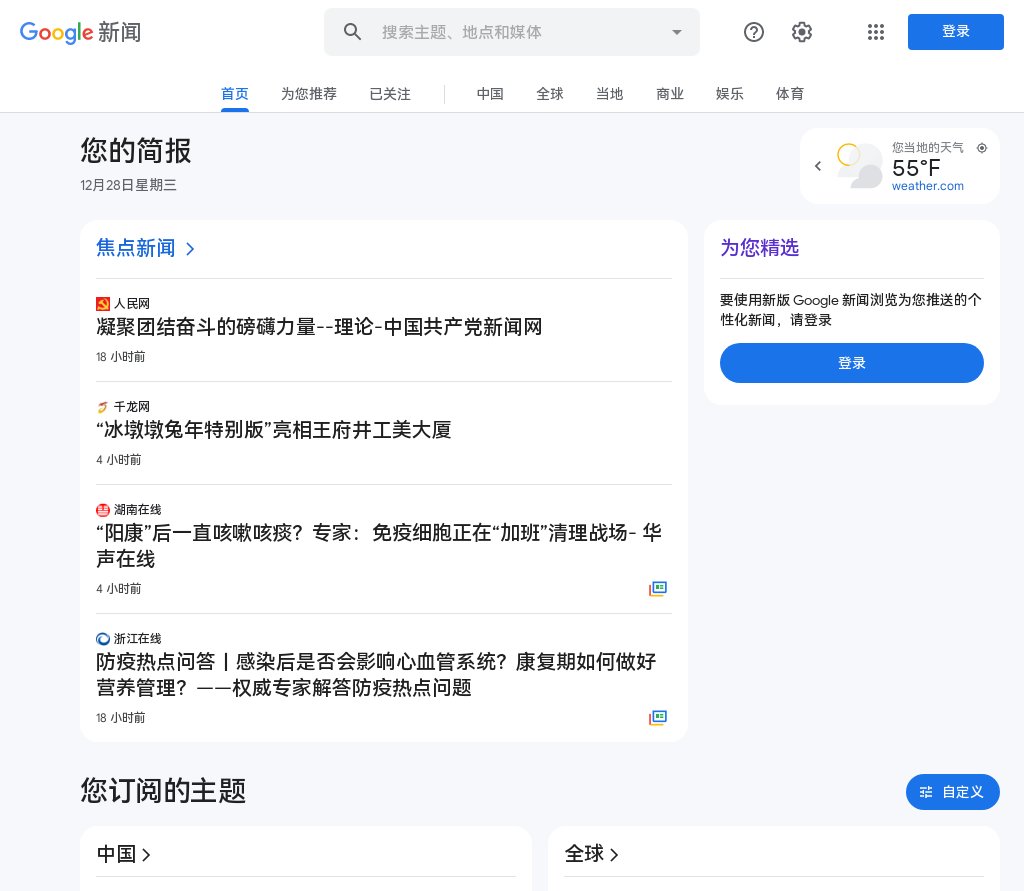 Google 新闻
搜索主题、地点和媒体
登录
首页
为您推荐
已关注
中国
全球
当地
商业
娱乐
体育
您的简报
12月28日星期三
您当地的天气
55°F
weather.com
焦点新闻
人民网
凝聚团结奋斗的磅礴力量--理论-中国共产党新闻网
18 小时前
千龙网
“冰墩墩兔年特别版”亮相王府井工美大厦
4 小时前
湖南在线
“阳康”后一直咳嗽咳痰？专家：免疫细胞正在“加班”清理战场- 华
声在线
4 小时前
浙江在线
防疫热点问答丨感染后是否会影响心血管系统？康复期如何做好
营养管理？——权威专家解答防疫热点问题
18 小时前
为您精选
要使用新版 Google 新闻浏览为您推送的个
性化新闻，请登录
登录
您订阅的主题
自定义
中国
全球